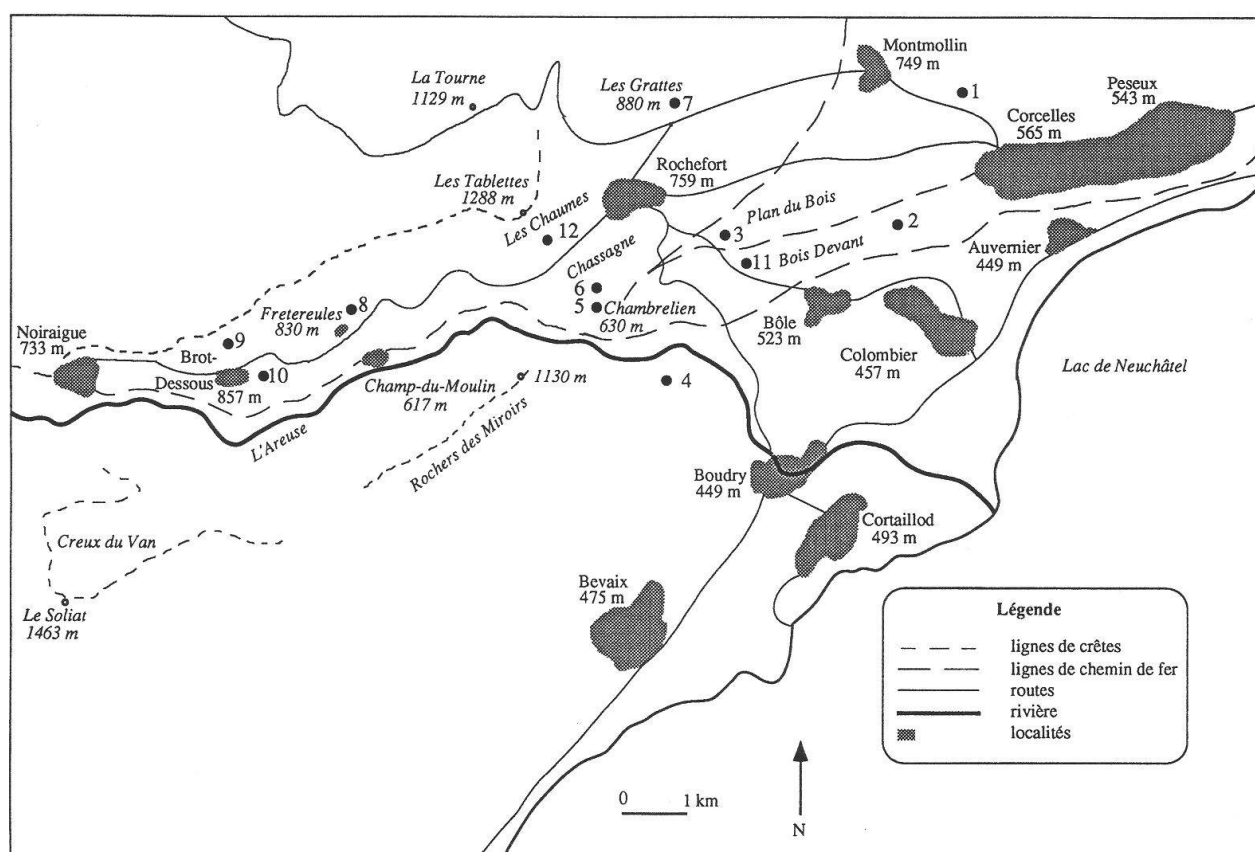 Montmollin
749 m
La Tourne
1129 m
Les Grattes
880 m
7
1
Peseux
543 m
Corcelles
565 m
Rochefort
759 m
Les Tablettes
1288 m
Les Chaumes
12
Plan du Bois
3
2
Chassagne
11
Bois Devant
Auvernier
449 m
6
5
Chambrelien
630 m
Fretereules
830 m
8
Noiraigue
733 m
9
Brot-
Dessous
857 m
10
Bôle
523 m
Colombier
457 m
Lac de Neuchâtel
Champ-du-Moulin
617 m
1130 m
4
L'Areuse
Rochers des Miroirs
Boudry
449 m
Cortaillod
493 m
Creux du Van
Le Soliat
1463 m
Bevaix
475 m
Légende
lignes de crêtes
lignes de chemin de fer
routes
rivière
localités
0 1 km
N